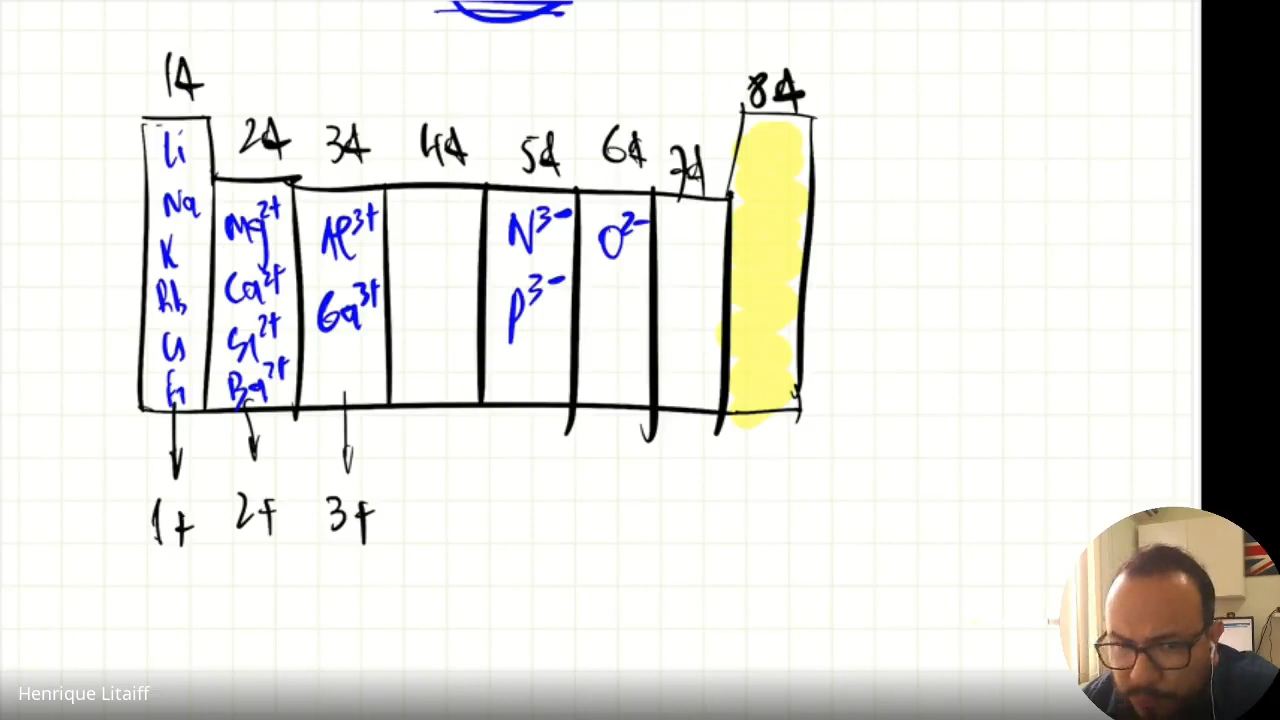 1A 2A 3A 4A 5A 6A 7A 8A
Li
Na Mg²⁺ Al³⁺ N³⁻ O²⁻
K Ca²⁺ Ga³⁺ P³⁻
Rb Sr²⁺
Cs Ba²⁺
Fr
1+ 2+ 3+
Henrique Litaiff